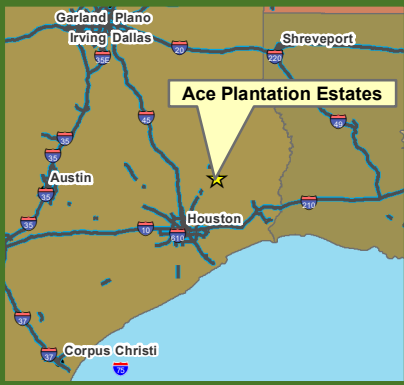 Garland Plano
Irving Dallas
35E
20
Shreveport
220
Ace Plantation Estates
45
49
35
35
Austin
35
35
Houston
210
10
610
37
37
Corpus Christi
75